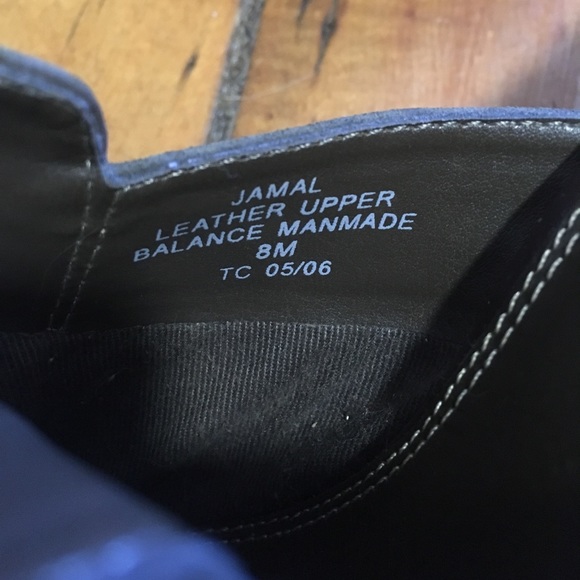 JAMAL
LEATHER UPPER
BALANCE MANMADE
8M
TC 05/06